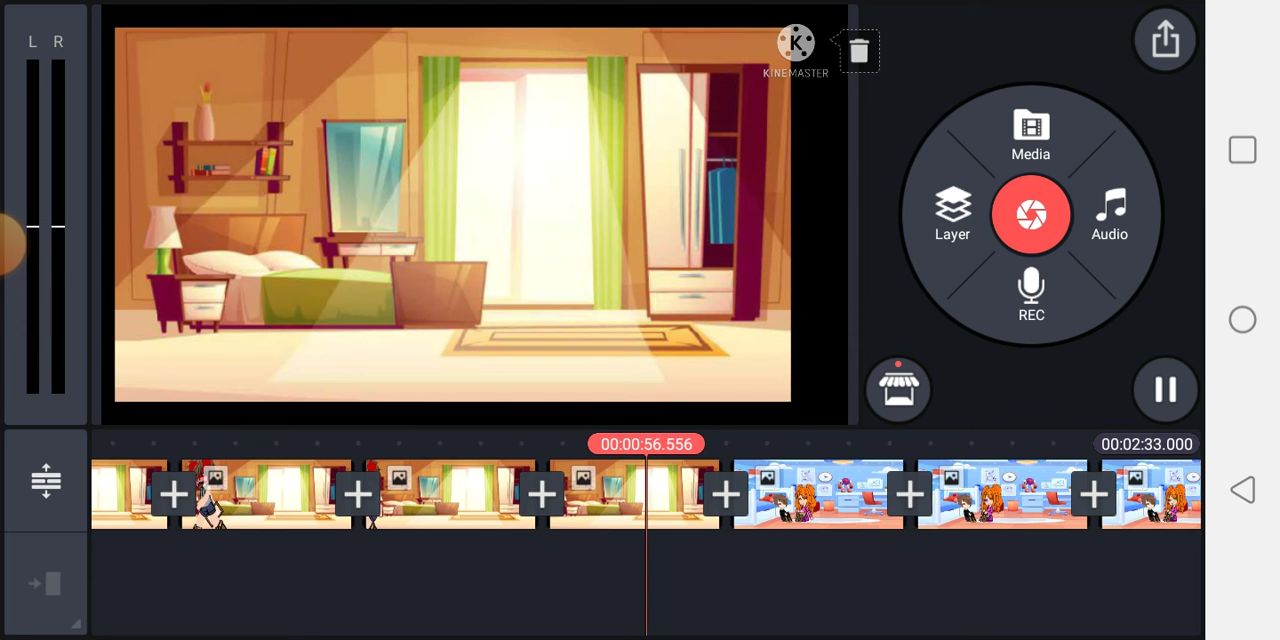 L R
K
KINEMASTER
Media
Layer
Audio
REC
00:00:56.556
00:02:33.000